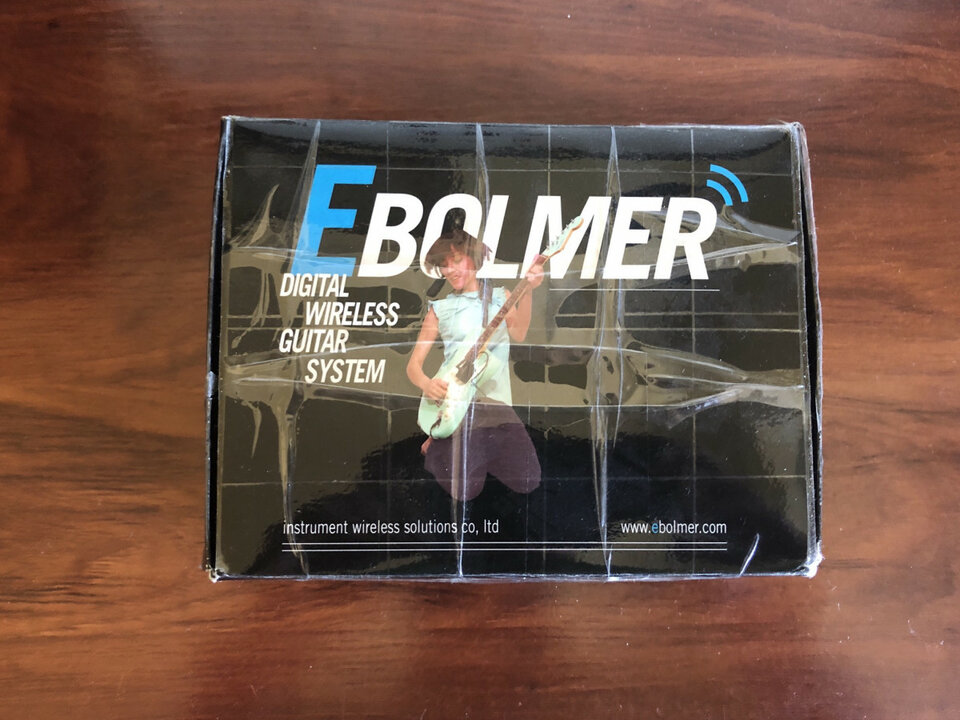 EBOLMER
DIGITAL
WIRELESS
GUITAR
SYSTEM
instrument wireless solutions co, ltd
www.ebolmer.com